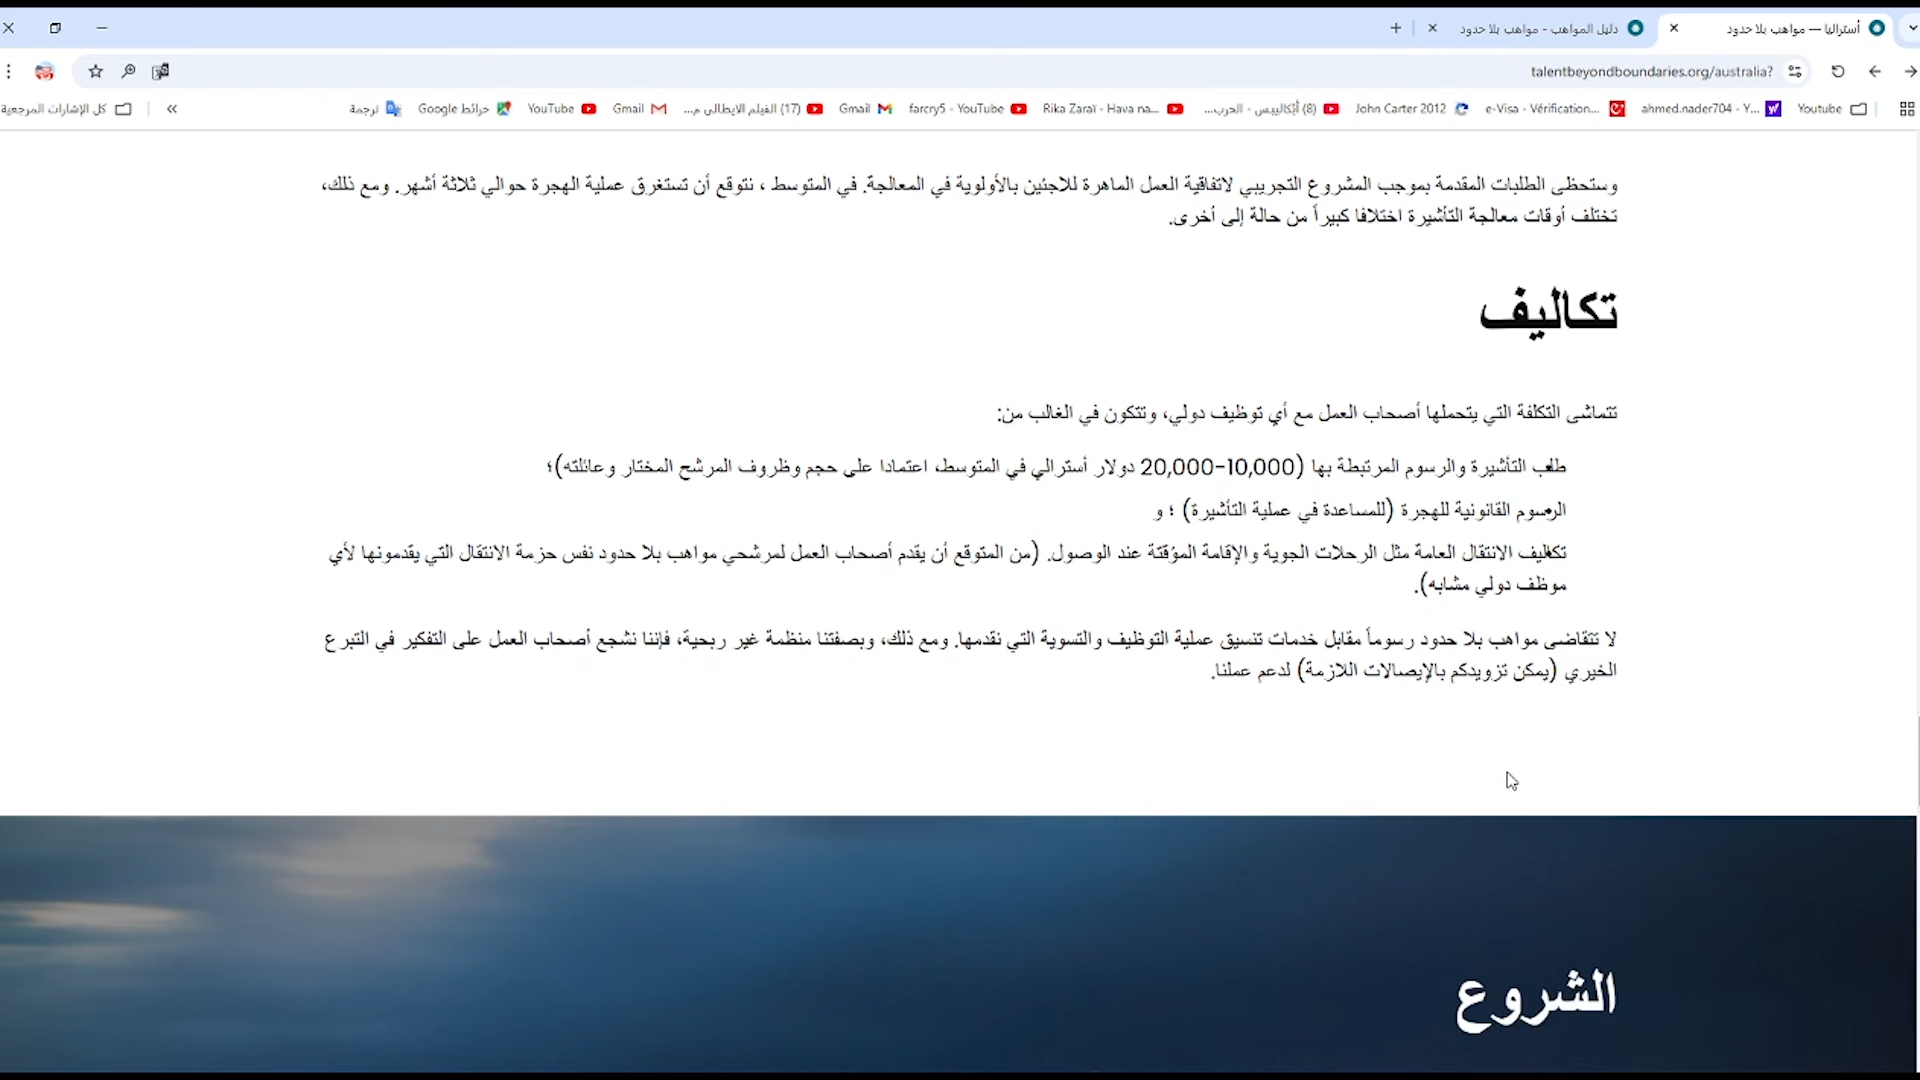 أستراليا — مواهب بلا حدود
دليل المواهب - مواهب بلا حدود
talentbeyondboundaries.org/australia?
Youtube
ahmed.nader704 - Y...
e-Visa - Vérification...
John Carter 2012
(8) أبُكاليبس - الحرب...
Rika Zaraï - Hava na...
farcry5 - YouTube
Gmail
(17) الفيلم الايطالي م...
Gmail
YouTube
خرائط Google
ترجمة
كل الإشارات المرجعية
وستحظى الطلبات المقدمة بموجب المشروع التجريبي لاتفاقية العمل الماهرة للاجئين بالأولوية في المعالجة. في المتوسط ، نتوقع أن تستغرق عملية الهجرة حوالي ثلاثة أشهر. ومع ذلك،
تختلف أوقات معالجة التأشيرة اختلافا كبيراً من حالة إلى أخرى.
تكاليف
تتماشى التكلفة التي يتحملها أصحاب العمل مع أي توظيف دولي، وتتكون في الغالب من:
طلب التأشيرة والرسوم المرتبطة بها (10,000-20,000 دولار أسترالي في المتوسط، اعتمادا على حجم وظروف المرشح المختار وعائلته)؛
الرسوم القانونية للهجرة (للمساعدة في عملية التأشيرة) ؛ و
تكاليف الانتقال العامة مثل الرحلات الجوية والإقامة المؤقتة عند الوصول. (من المتوقع أن يقدم أصحاب العمل لمرشحي مواهب بلا حدود نفس حزمة الانتقال التي يقدمونها لأي
موظف دولي مشابه).
لا تتقاضى مواهب بلا حدود رسوماً مقابل خدمات تنسيق عملية التوظيف والتسوية التي نقدمها. ومع ذلك، وبصفتنا منظمة غير ربحية، فإننا نشجع أصحاب العمل على التفكير في التبرع
الخيري (يمكن تزويدكم بالإيصالات اللازمة) لدعم عملنا.
الشروع